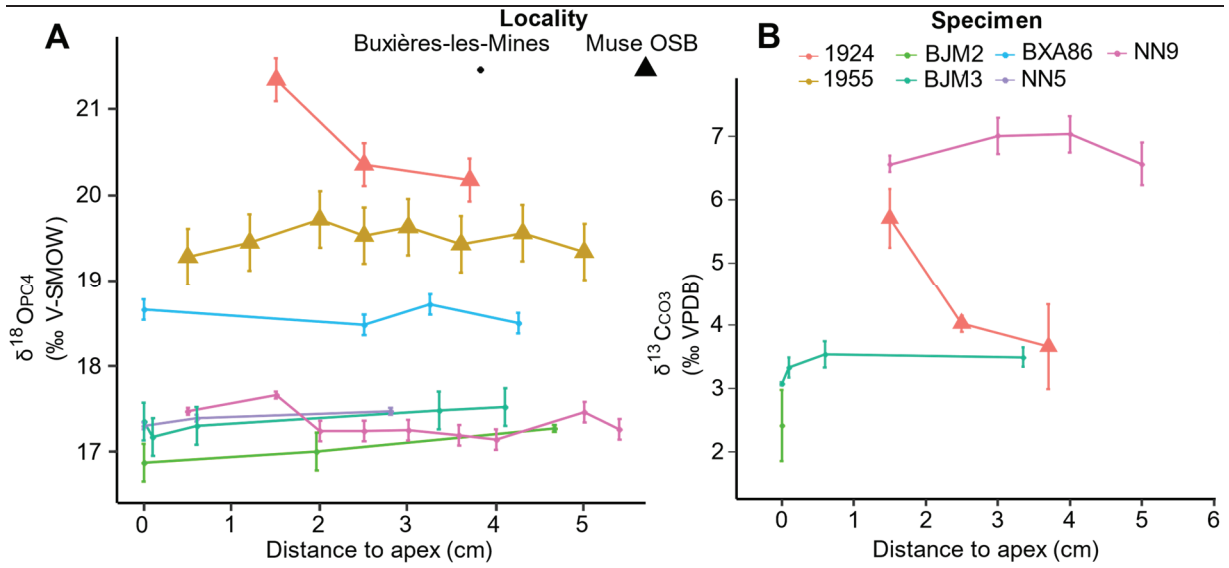 A
Locality
Buxières-les-Mines
Muse OSB
21
20
19
18
17
δ18OPC4
(‰ V-SMOW)
0
1
2
3
4
5
Distance to apex (cm)
B
Specimen
1924
BJM2
BXA86
NN9
1955
BJM3
NN5
7
6
5
4
3
2
δ13CCO3
(‰ VPDB)
0
1
2
3
4
5
6
Distance to apex (cm)